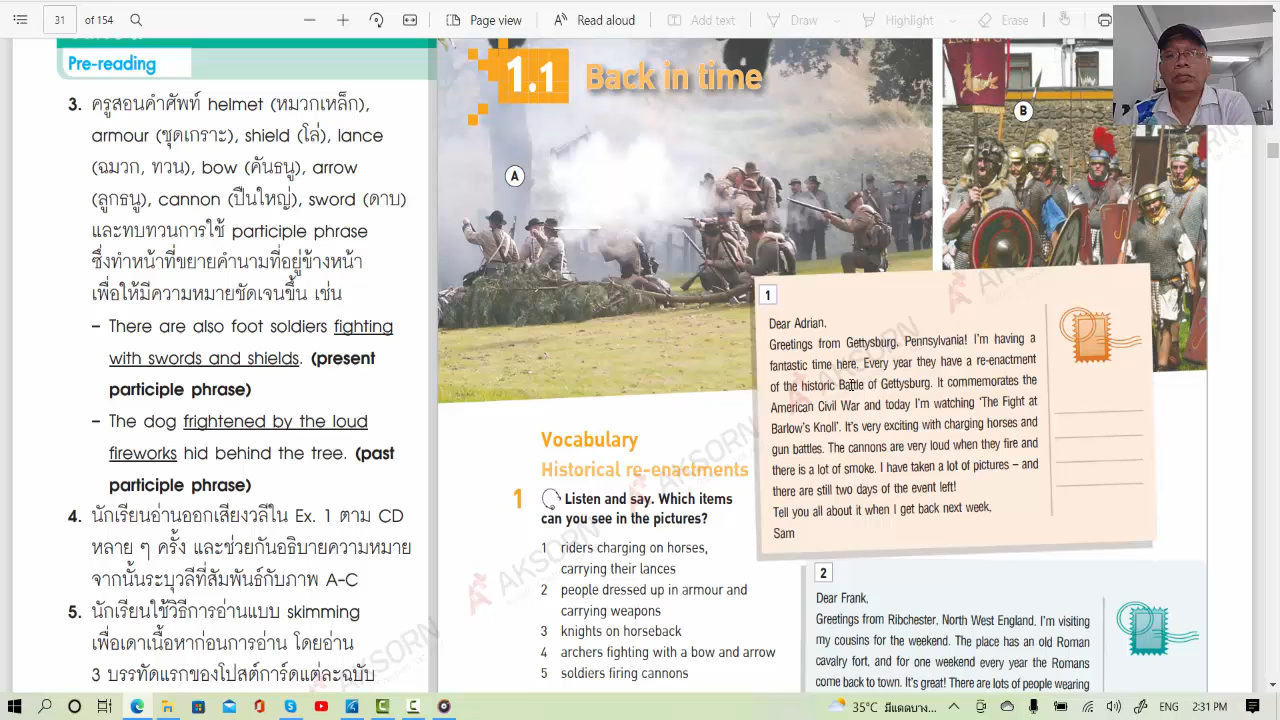 31 of 154
Page view
Read aloud
Add text
Draw
Highlight
Erase
Pre-reading
3. ครูสอนคำศัพท์ helmet (หมวกเหล็ก),
armour (ชุดเกราะ), shield (โล่), lance
(ฉมวก, ทวน), bow (คันธนู), arrow
(ลูกธนู), cannon (ปืนใหญ่), sword (ดาบ)
และทบทวนการใช้ participle phrase
ซึ่งทำหน้าที่ขยายคำนามที่อยู่ข้างหน้า
เพื่อให้มีความหมายชัดเจนขึ้น เช่น
– There are also foot soldiers fighting
with swords and shields. (present
participle phrase)
– The dog frightened by the loud
fireworks hid behind the tree. (past
participle phrase)
4. นักเรียนอ่านออกเสียงวลีใน Ex. 1 ตาม CD
หลาย ๆ ครั้ง และช่วยกันอธิบายความหมาย
จากนั้นระบุวลีที่สัมพันธ์กับภาพ A-C
5. นักเรียนใช้วิธีการอ่านแบบ skimming
เพื่อเดาเนื้อหาก่อนการอ่าน โดยอ่าน
3 บรรทัดแรกของโปสต์การ์ดแต่ละฉบับ
1.1 Back in time
A
B
Vocabulary
Historical re-enactments
1 Listen and say. Which items
can you see in the pictures?
1 riders charging on horses,
carrying their lances
2 people dressed up in armour and
carrying weapons
3 knights on horseback
4 archers fighting with a bow and arrow
5 soldiers firing cannons
1
Dear Adrian,
Greetings from Gettysburg, Pennsylvania! I'm having a
fantastic time here. Every year they have a re-enactment
of the historic Battle of Gettysburg. It commemorates the
American Civil War and today I'm watching 'The Fight at
Barlow's Knoll'. It's very exciting with charging horses and
gun battles. The cannons are very loud when they fire and
there is a lot of smoke. I have taken a lot of pictures – and
there are still two days of the event left!
Tell you all about it when I get back next week,
Sam
2
Dear Frank,
Greetings from Ribchester, North West England. I'm visiting
my cousins for the weekend. The place has an old Roman
cavalry fort, and for one weekend every year the Romans
come back to town. It's great! There are lots of people wearing
AKSORN
AKSORN
AKSORN
AKSORN
35°C มีแดดบาง...
ENG
2:31 PM